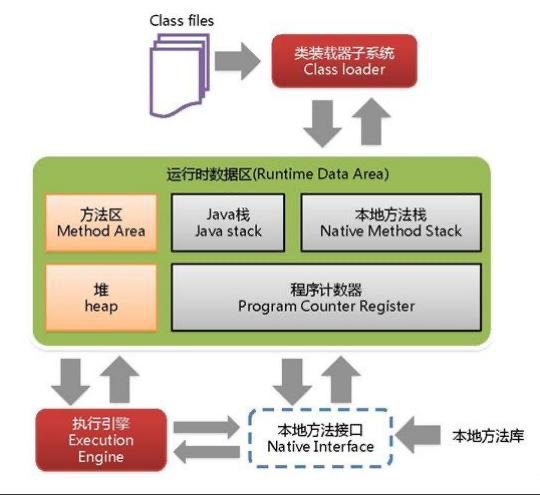 Class files
类装载器子系统
Class loader
运行时数据区(Runtime Data Area)
方法区
Method Area
Java栈
Java stack
本地方法栈
Native Method Stack
堆
heap
程序计数器
Program Counter Register
执行引擎
Execution
Engine
本地方法接口
Native Interface
本地方法库